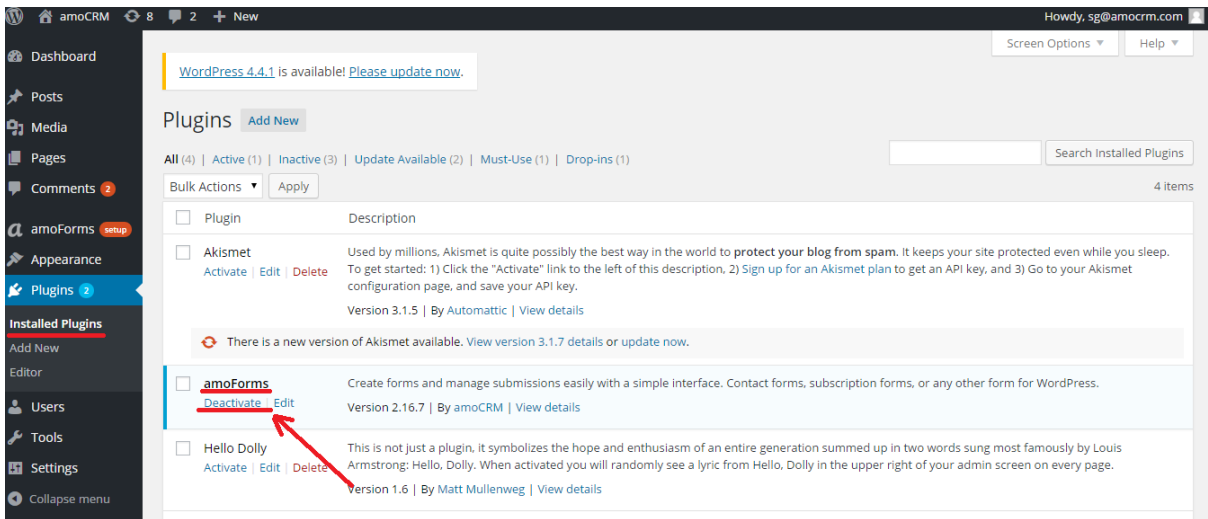 amoCRM 8 2 + New Howdy, sg@amocrm.com
Screen Options ▼ Help ▼
Dashboard
Posts
Media
Pages
Comments 2
amoForms setup
Appearance
Plugins 2
Installed Plugins
Add New
Editor
Users
Tools
Settings
Collapse menu
WordPress 4.4.1 is available! Please update now.
Plugins Add New
All (4) | Active (1) | Inactive (3) | Update Available (2) | Must-Use (1) | Drop-ins (1)
Search Installed Plugins
Bulk Actions ▼ Apply
4 items
Plugin Description
Akismet
Activate | Edit | Delete
Used by millions, Akismet is quite possibly the best way in the world to protect your blog from spam. It keeps your site protected even while you sleep.
To get started: 1) Click the "Activate" link to the left of this description, 2) Sign up for an Akismet plan to get an API key, and 3) Go to your Akismet
configuration page, and save your API key.
Version 3.1.5 | By Automattic | View details
There is a new version of Akismet available. View version 3.1.7 details or update now.
amoForms
Deactivate | Edit
Create forms and manage submissions easily with a simple interface. Contact forms, subscription forms, or any other form for WordPress.
Version 2.16.7 | By amoCRM | View details
Hello Dolly
Activate | Edit | Delete
This is not just a plugin, it symbolizes the hope and enthusiasm of an entire generation summed up in two words sung most famously by Louis
Armstrong: Hello, Dolly. When activated you will randomly see a lyric from Hello, Dolly in the upper right of your admin screen on every page.
Version 1.6 | By Matt Mullenweg | View details